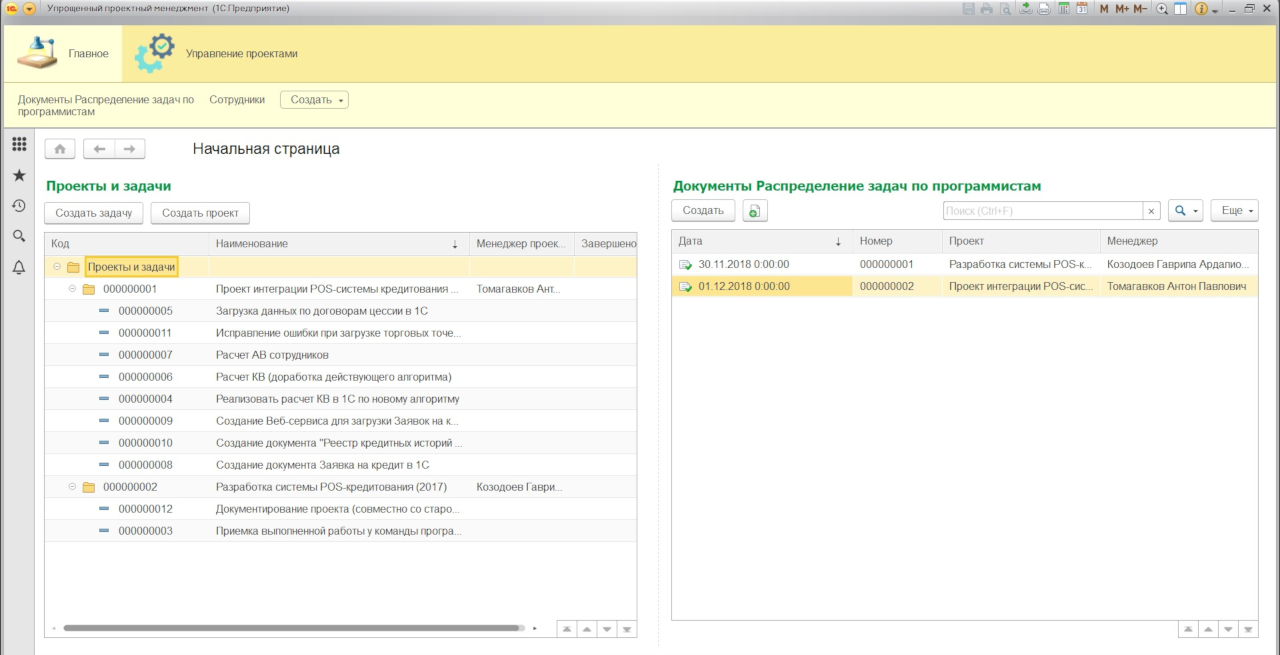 Упрощенный проектный менеджмент (1С:Предприятие)
M M+ M-
Главное
Управление проектами
Документы Распределение задач по программистам
Сотрудники
Создать
Начальная страница
Проекты и задачи
Создать задачу
Создать проект
Код Наименование ↓ Менеджер проек... Завершено
Проекты и задачи
000000001 Проект интеграции POS-системы кредитования ... Томагавков Ант...
000000005 Загрузка данных по договорам цессии в 1С
000000011 Исправление ошибки при загрузке торговых точе...
000000007 Расчет АВ сотрудников
000000006 Расчет КВ (доработка действующего алгоритма)
000000004 Реализовать расчет КВ в 1С по новому алгоритму
000000009 Создание Веб-сервиса для загрузки Заявок на к...
000000010 Создание документа "Реестр кредитных историй ...
000000008 Создание документа Заявка на кредит в 1С
000000002 Разработка системы POS-кредитования (2017) Козодоев Гаври...
000000012 Документирование проекта (совместно со старо...
000000003 Приемка выполненной работы у команды програ...
Документы Распределение задач по программистам
Создать
Поиск (Ctrl+F)
×
Еще
Дата ↓ Номер Проект Менеджер
30.11.2018 0:00:00 000000001 Разработка системы POS-к... Козодоев Гаврила Ардалио...
01.12.2018 0:00:00 000000002 Проект интеграции POS-сис... Томагавков Антон Павлович